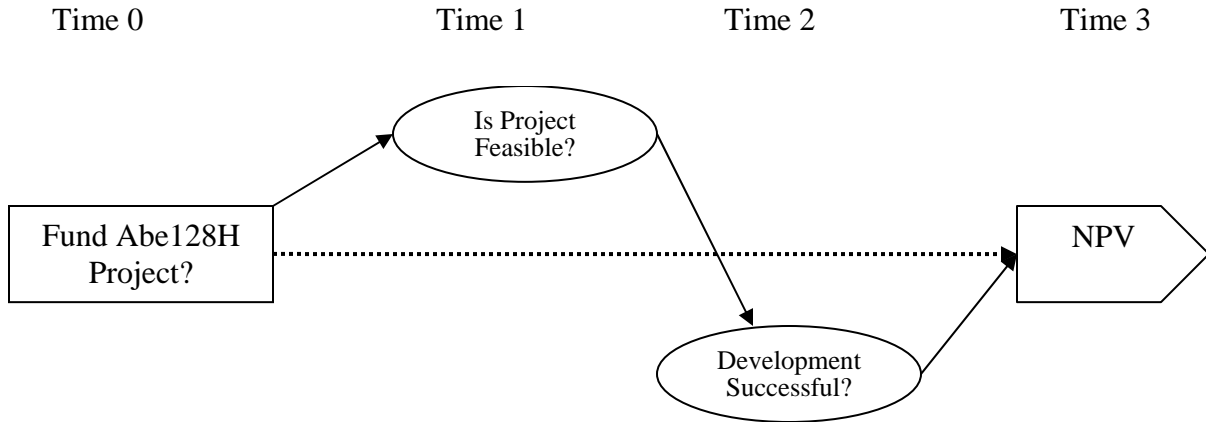 Time 0 Time 1 Time 2 Time 3
Is Project
Feasible?
Fund Abe128H
Project?
NPV
Development
Successful?